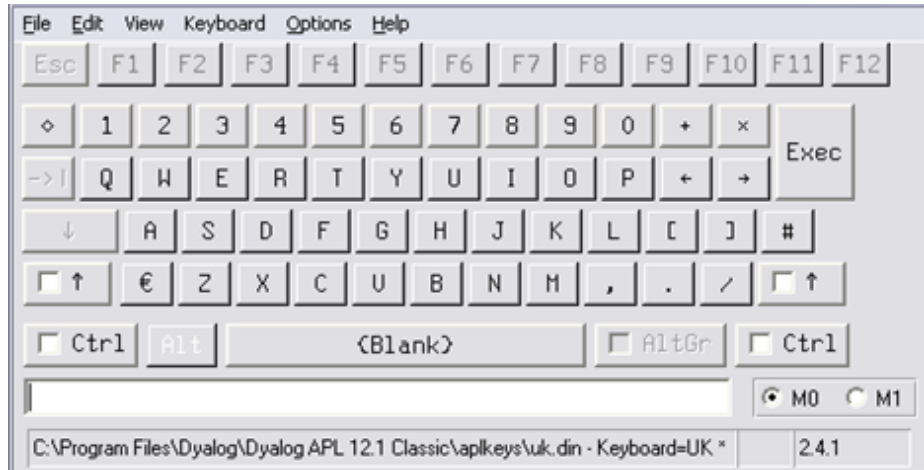 File Edit View Keyboard Options Help
Esc F1 F2 F3 F4 F5 F6 F7 F8 F9 F10 F11 F12
◇ 1 2 3 4 5 6 7 8 9 0 + × Exec
->| Q W E R T Y U I O P ← →
↓ A S D F G H J K L [ ] #
↑ € Z X C V B N M , . / ↑
Ctrl Alt {Blank} AltGr Ctrl
M0 M1
C:\Program Files\Dyalog\Dyalog APL 12.1 Classic\aplkeys\uk.din - Keyboard=UK * 2.4.1